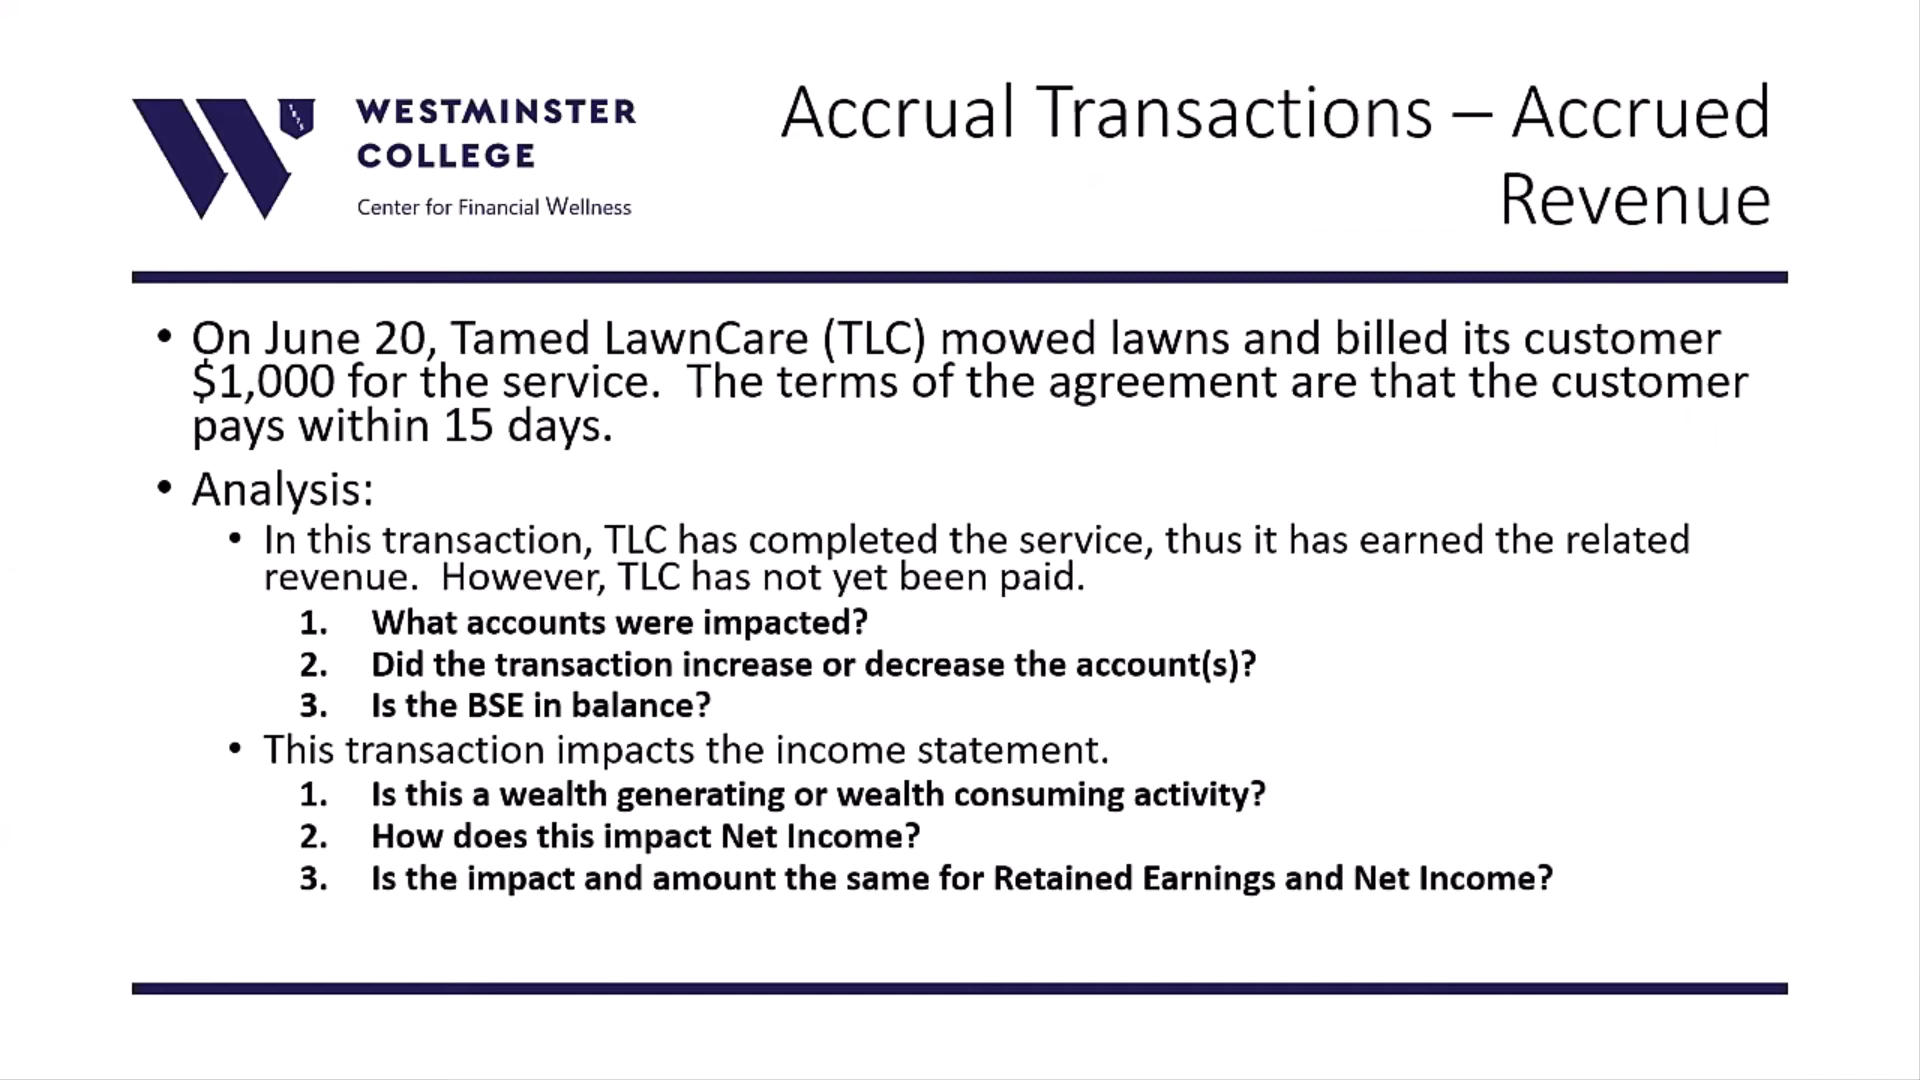 WESTMINSTER
COLLEGE
Center for Financial Wellness
1875
Accrual Transactions – Accrued
Revenue
• On June 20, Tamed LawnCare (TLC) mowed lawns and billed its customer
$1,000 for the service.  The terms of the agreement are that the customer
pays within 15 days.
• Analysis:
• In this transaction, TLC has completed the service, thus it has earned the related
revenue.  However, TLC has not yet been paid.
1. What accounts were impacted?
2. Did the transaction increase or decrease the account(s)?
3. Is the BSE in balance?
• This transaction impacts the income statement.
1. Is this a wealth generating or wealth consuming activity?
2. How does this impact Net Income?
3. Is the impact and amount the same for Retained Earnings and Net Income?